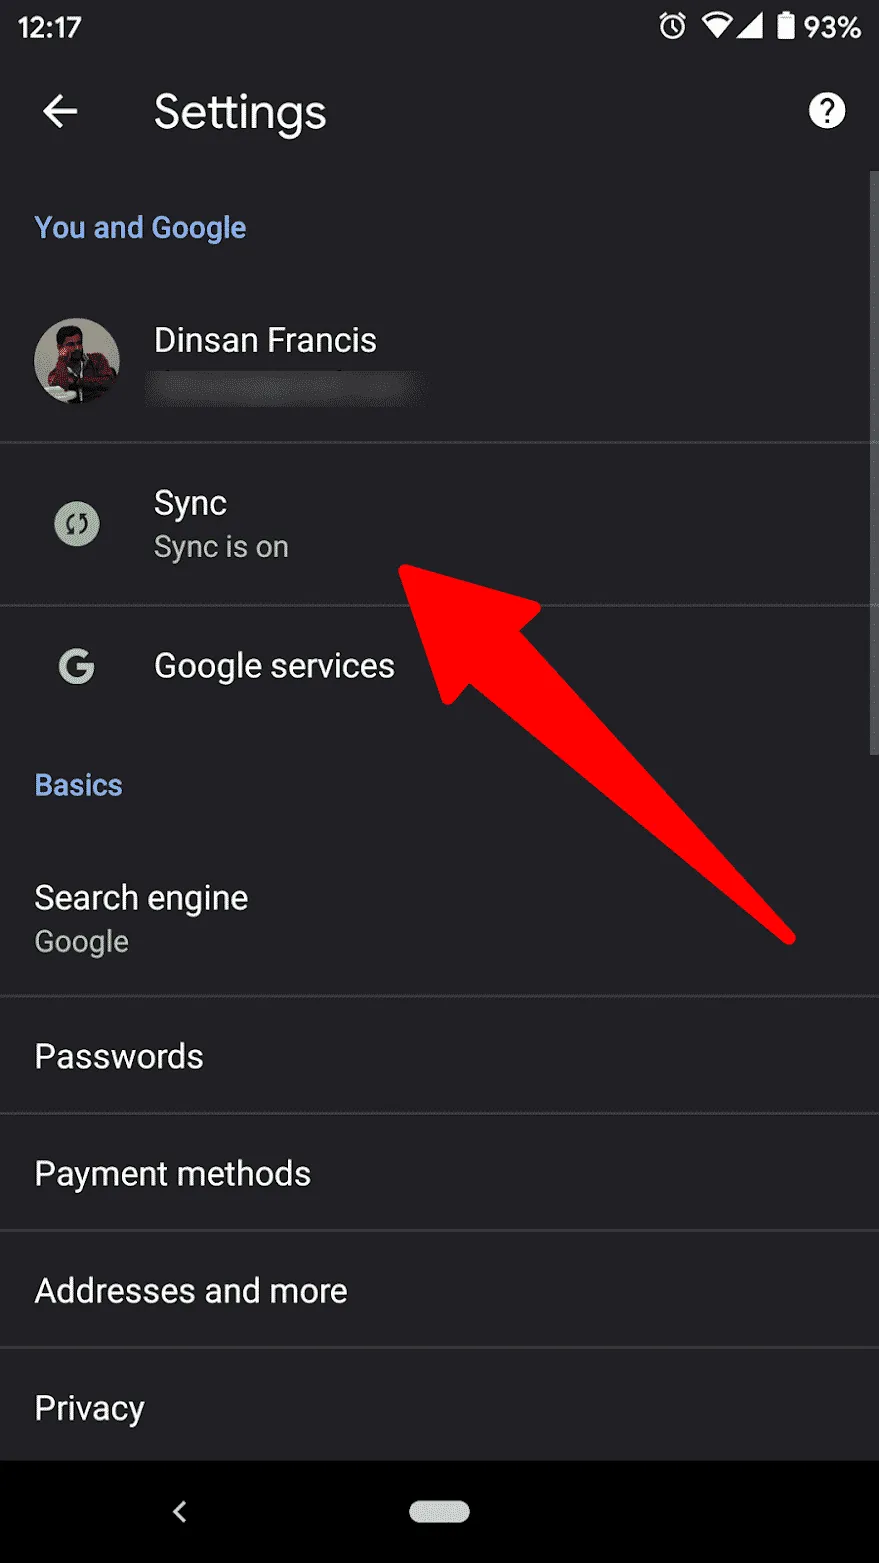 12:17 93%
Settings
You and Google
Dinsan Francis
Sync
Sync is on
Google services
Basics
Search engine
Google
Passwords
Payment methods
Addresses and more
Privacy